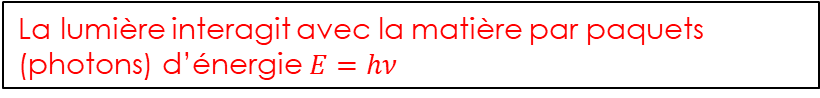 La lumière interagit avec la matière par paquets
(photons) d’énergie 𝐸 = ℎ𝜈